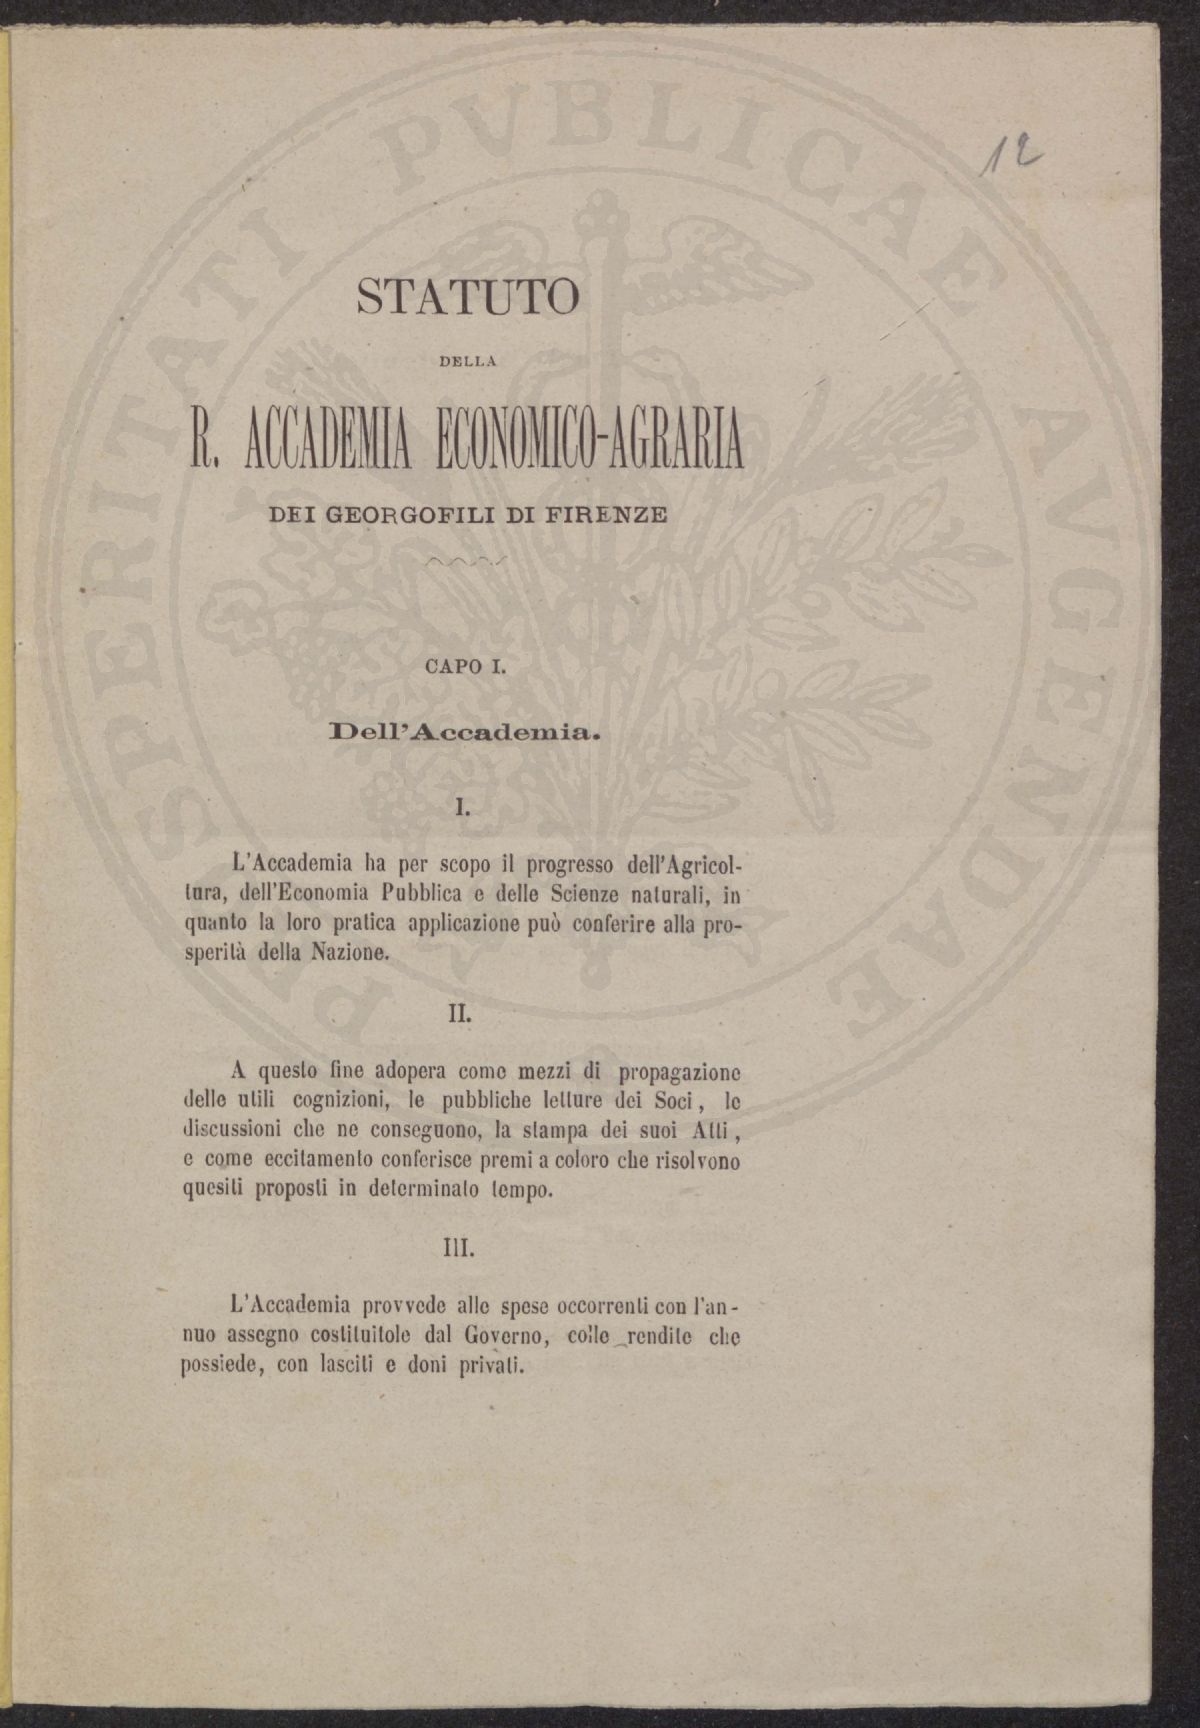 12
STATUTO
DELLA
R. ACCADEMIA ECONOMICO-AGRARIA
DEI GEORGOFILI DI FIRENZE
CAPO I.
Dell'Accademia.
I.
L'Accademia ha per scopo il progresso dell'Agricol-
tura, dell'Economia Pubblica e delle Scienze naturali, in
quanto la loro pratica applicazione può conferire alla pro-
sperità della Nazione.
II.
A questo fine adopera come mezzi di propagazione
delle utili cognizioni, le pubbliche letture dei Soci, le
discussioni che ne conseguono, la stampa dei suoi Atti,
e come eccitamento conferisce premi a coloro che risolvono
quesiti proposti in determinato tempo.
III.
L'Accademia provvede alle spese occorrenti con l'an-
nuo assegno costituitole dal Governo, colle rendite che
possiede, con lasciti e doni privati.
PROSPERITATI PVBLICAE AVGENDAE